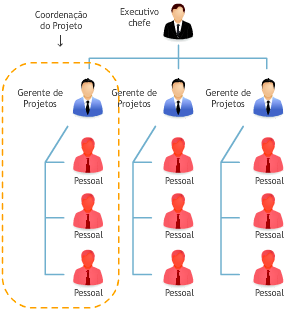 Coordenação
do Projeto
Executivo
chefe
Gerente de
Projetos
Gerente de
Projetos
Gerente de
Projetos
Pessoal
Pessoal
Pessoal
Pessoal
Pessoal
Pessoal
Pessoal
Pessoal
Pessoal